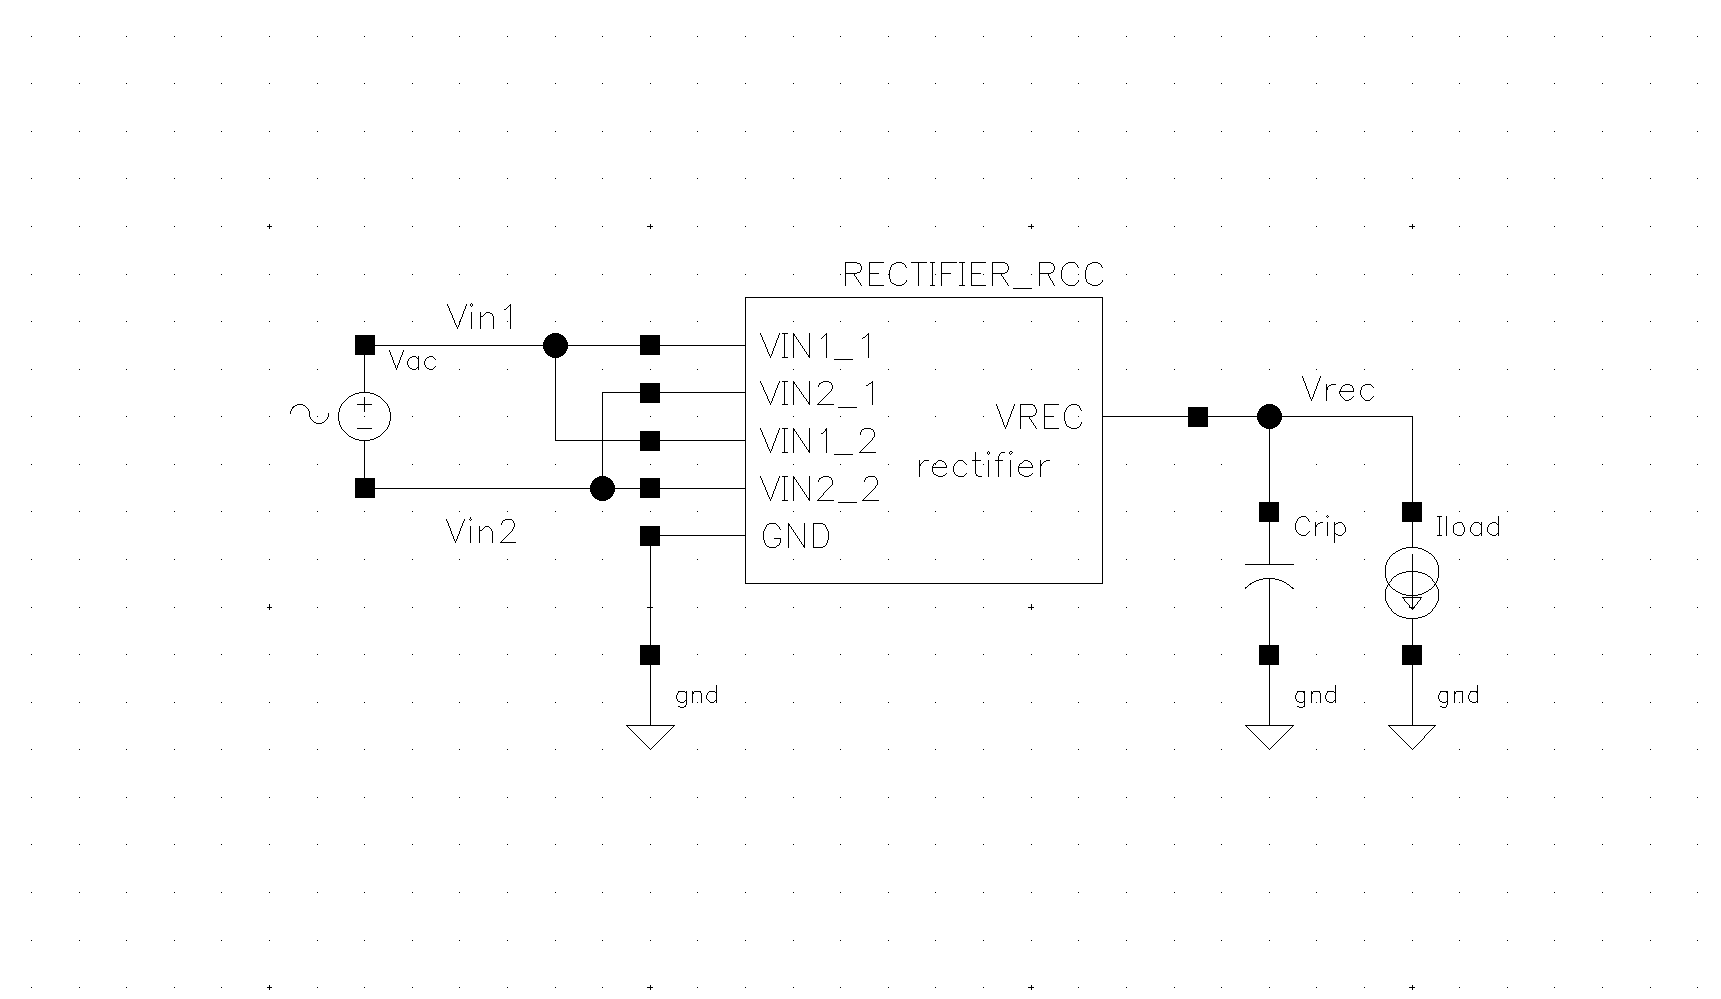 RECTIFIER_RCC
Vin1
Vac
+
−
Vin2
VIN1_1
VIN2_1
VIN1_2
VIN2_2
GND
VREC
rectifier
Vrec
Crip
Iload
gnd
gnd
gnd